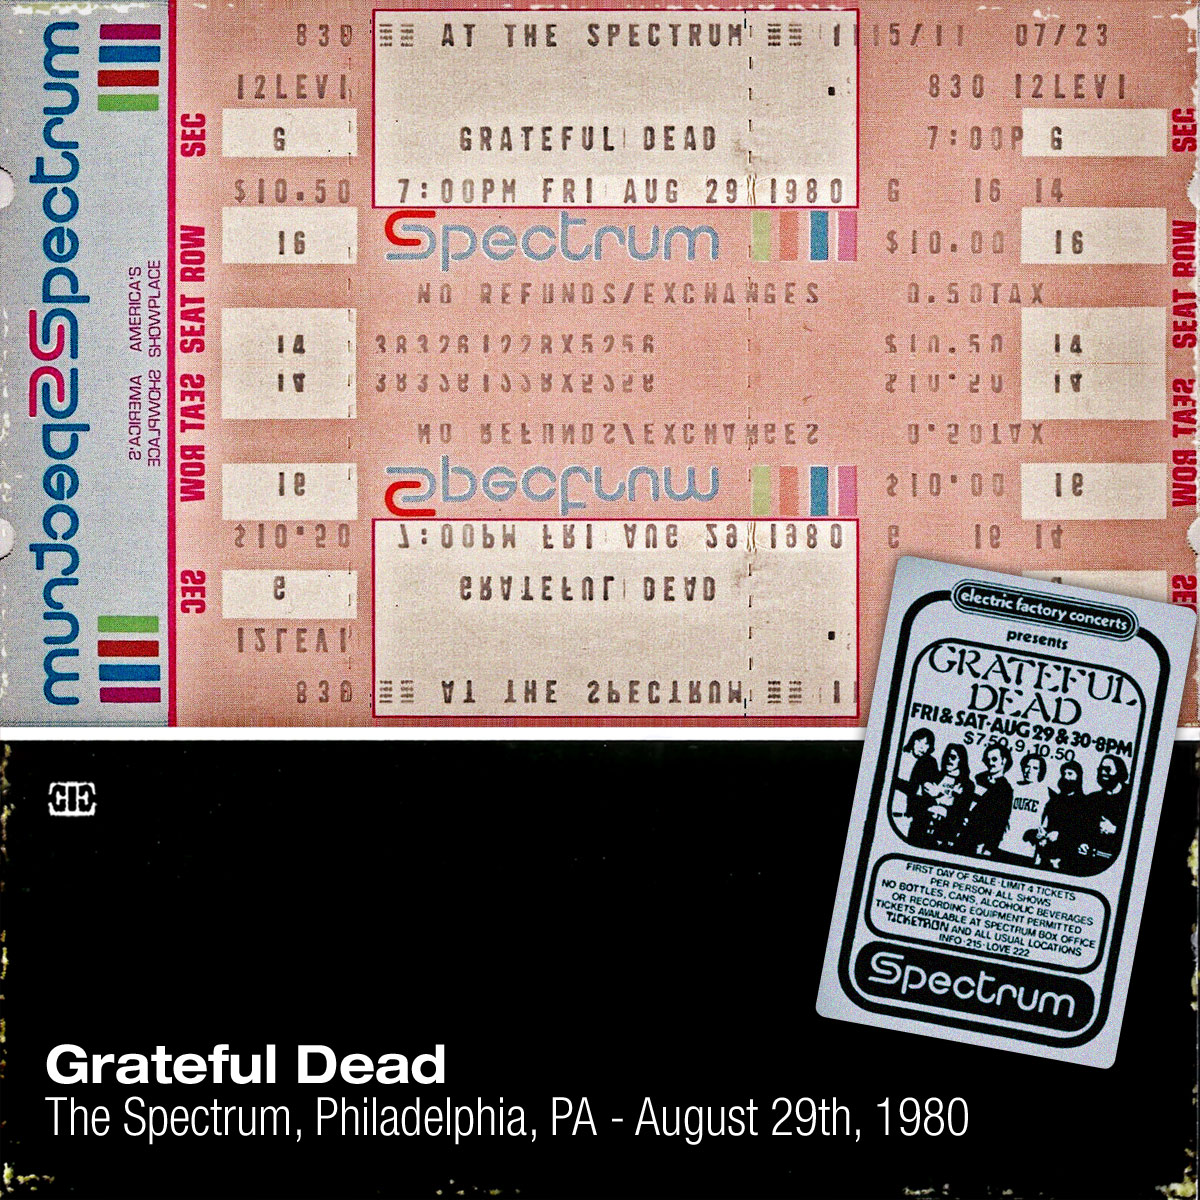 830 AT THE SPECTRUM 1115/11 07/23
12LEVI 830 12LEVI
SEC G GRATEFUL DEAD 7:00P G SEC
$10.50 7:00PM FRI AUG 29 1980 G 16 14
ROW 16 Spectrum $10.00 16 ROW
NO REFUNDS/EXCHANGES 0.50TAX
SEAT 14 38326122RX5256 $10.50 14 SEAT
Spectrum
AMERICA'S
SHOWPLACE
electric factory concerts
presents
GRATEFUL
DEAD
FRI & SAT·AUG 29 & 30·8PM
$7.50, 9, 10.50
DUKE
FIRST DAY OF SALE·LIMIT 4 TICKETS
PER PERSON·ALL SHOWS
NO BOTTLES, CANS, ALCOHOLIC BEVERAGES
OR RECORDING EQUIPMENT PERMITTED
TICKETS AVAILABLE AT SPECTRUM BOX OFFICE
TICKETRON AND ALL USUAL LOCATIONS
INFO·215·LOVE 222
Spectrum
Grateful Dead
The Spectrum, Philadelphia, PA - August 29th, 1980